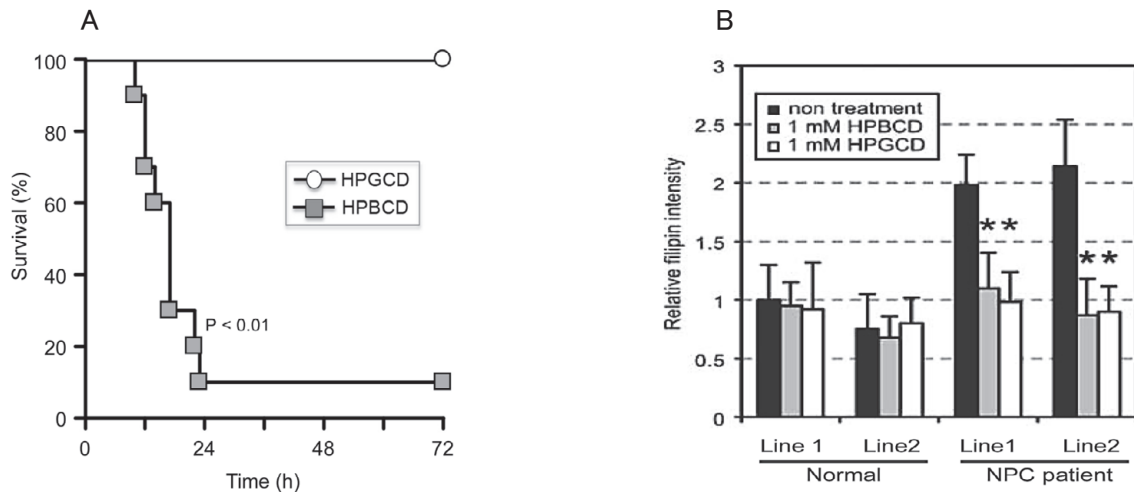 A
100
80
60
40
20
0
Survival (%)
HPGCD
HPBCD
P < 0.01
0
24
48
72
Time (h)
B
3
2.5
2
1.5
1
0.5
0
Relative filipin intensity
non treatment
1 mM HPBCD
1 mM HPGCD
* *
* *
Line 1
Line2
Line1
Line2
Normal
NPC patient